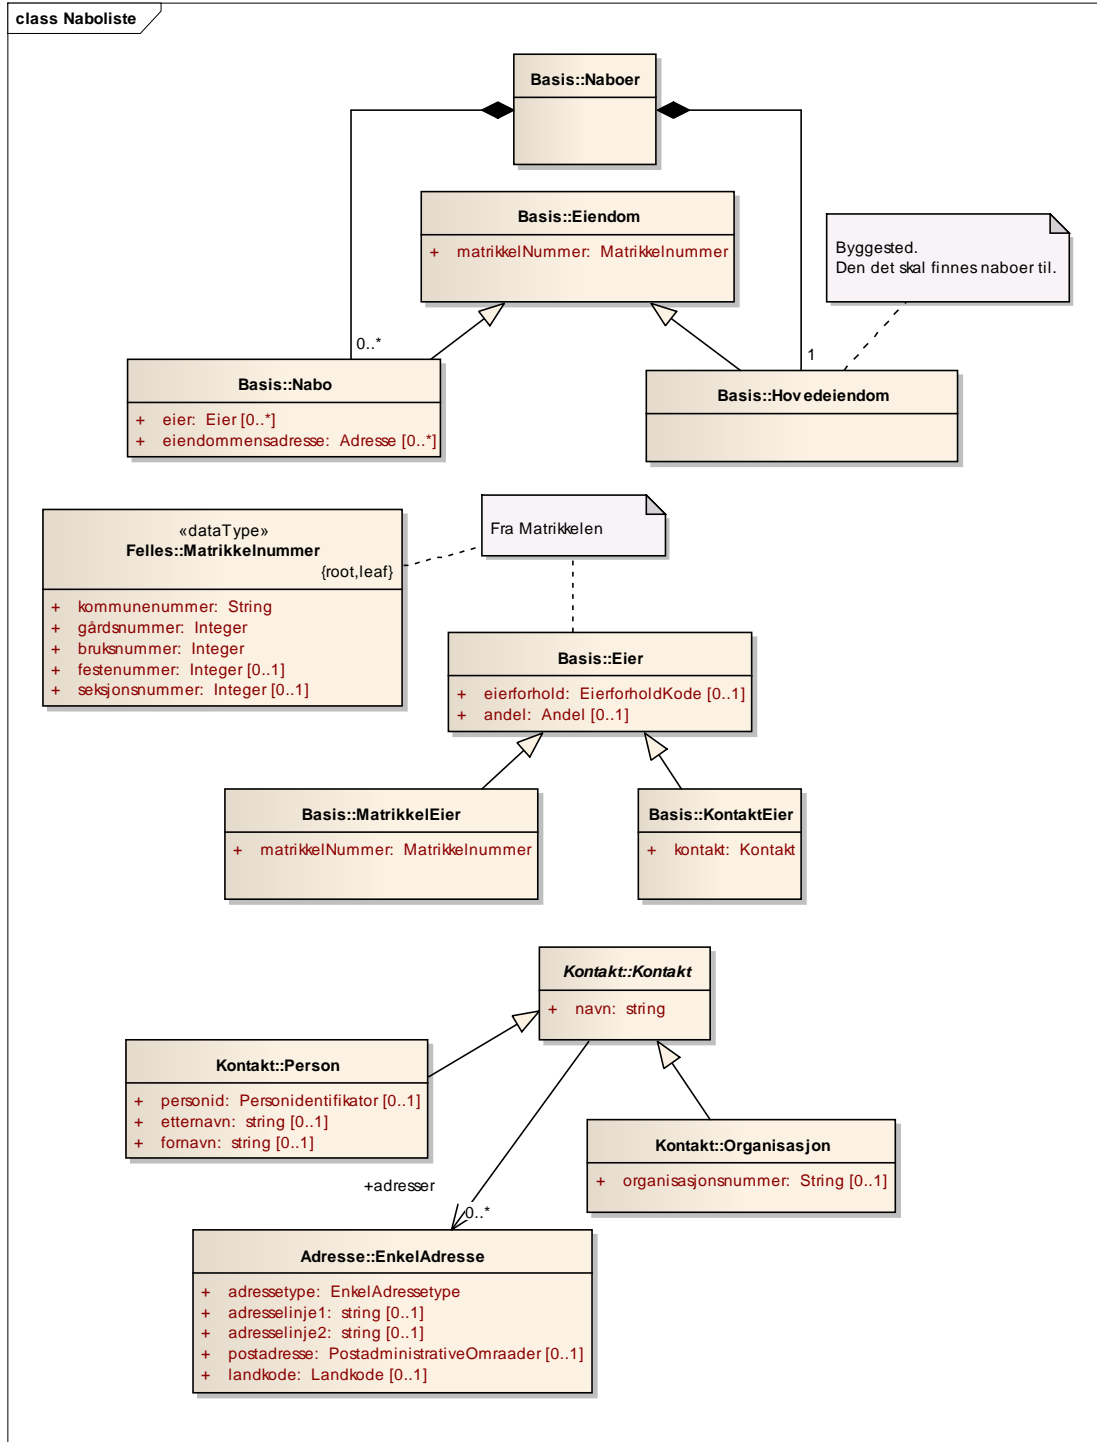 class Naboliste
Basis::Naboer
Basis::Eiendom
+ matrikkelNummer: Matrikkelnummer
Byggested.
Den det skal finnes naboer til.
0..*
1
Basis::Nabo
+ eier: Eier [0..*]
+ eiendommensadresse: Adresse [0..*]
Basis::Hovedeiendom
«dataType»
Felles::Matrikkelnummer
{root,leaf}
+ kommunenummer: String
+ gårdsnummer: Integer
+ bruksnummer: Integer
+ festenummer: Integer [0..1]
+ seksjonsnummer: Integer [0..1]
Fra Matrikkelen
Basis::Eier
+ eierforhold: EierforholdKode [0..1]
+ andel: Andel [0..1]
Basis::MatrikkelEier
+ matrikkelNummer: Matrikkelnummer
Basis::KontaktEier
+ kontakt: Kontakt
Kontakt::Kontakt
+ navn: string
Kontakt::Person
+ personid: Personidentifikator [0..1]
+ etternavn: string [0..1]
+ fornavn: string [0..1]
Kontakt::Organisasjon
+ organisasjonsnummer: String [0..1]
+adresser
0..*
Adresse::EnkelAdresse
+ adressetype: EnkelAdressetype
+ adresselinje1: string [0..1]
+ adresselinje2: string [0..1]
+ postadresse: PostadministrativeOmraader [0..1]
+ landkode: Landkode [0..1]